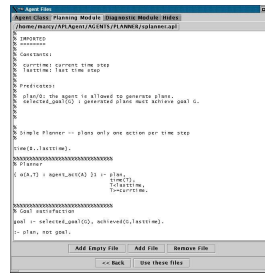 Agent Files
Agent Class Planning Module Diagnostic Module Hides
/home/marcy/APLAgent/AGENTS/PLANNER/splanner.apl
% IMPORTED
% ========
%
% Constants:
%
%   currtime: current time step
%   lasttime: last time step
%
% Predicates:
%
%   plan/0: the agent is allowed to generate plans.
%   selected_goal(G) : generated plans must achieve goal G.
%
%
%
% Simple Planner -- plans only one action per time step
%
time(0..lasttime).
%%%%%%%%%%%%%%%%%%%%%%%%%%%%%%
{ o(A,T) : agent_act(A) }1 :- plan,
time(T),
T<lasttime,
T>=currtime.
%%%%%%%%%%%%%%%%%%%%%%%%%%%%%%
% Goal satisfaction
goal :- selected_goal(G), achieved(G,lasttime).
:- plan, not goal.
Add Empty File Add File Remove File
<< Back Use these files